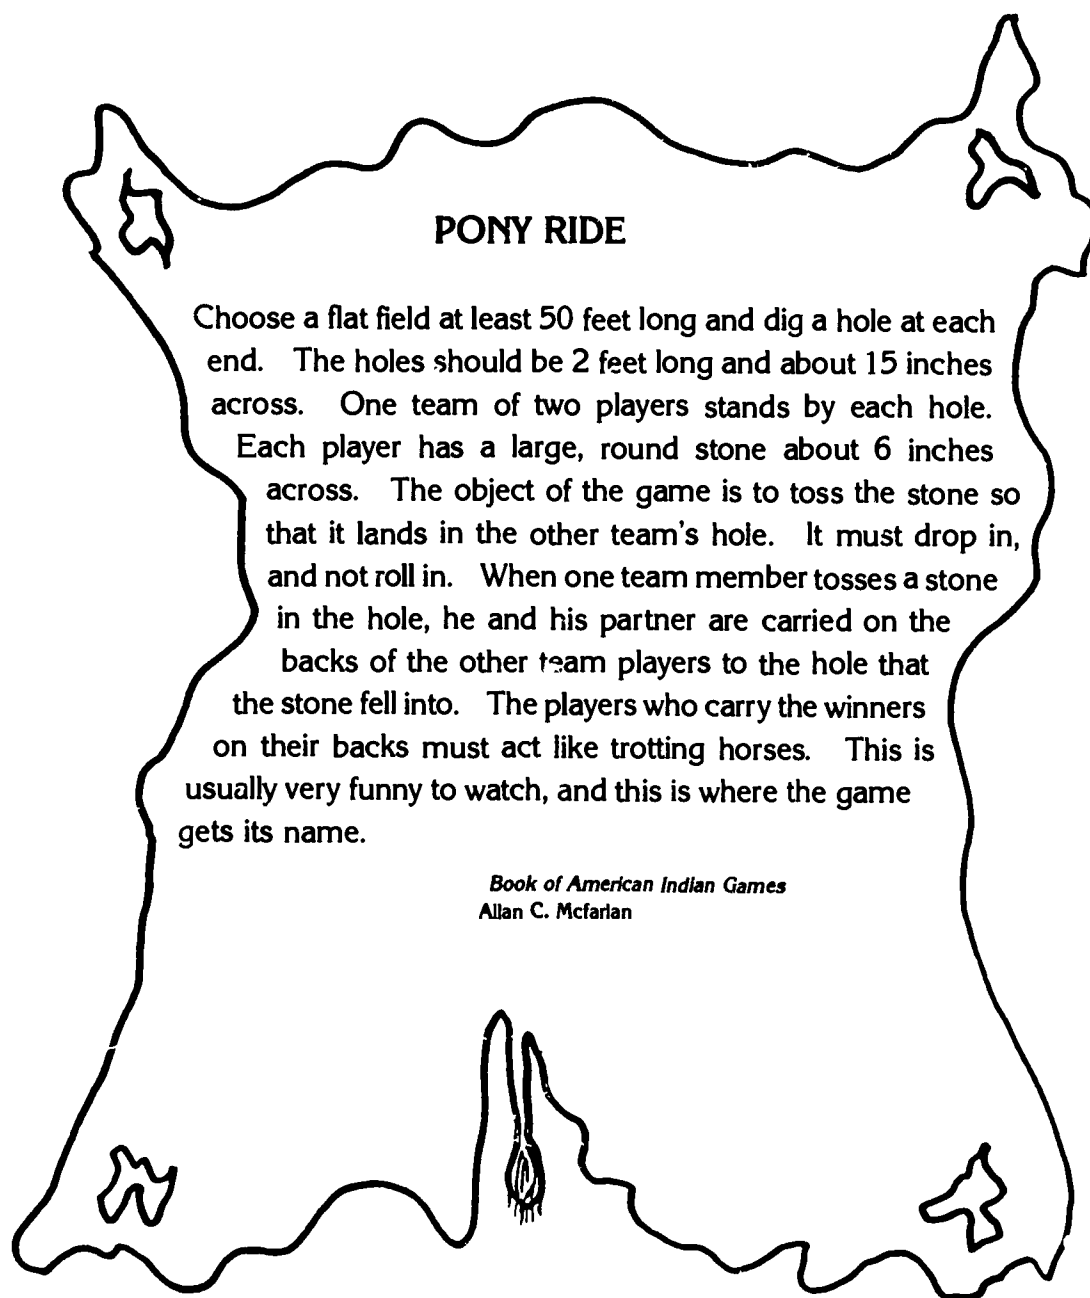 PONY RIDE
Choose a flat field at least 50 feet long and dig a hole at each
end. The holes should be 2 feet long and about 15 inches
across. One team of two players stands by each hole.
Each player has a large, round stone about 6 inches
across. The object of the game is to toss the stone so
that it lands in the other team's hole. It must drop in,
and not roll in. When one team member tosses a stone
in the hole, he and his partner are carried on the
backs of the other team players to the hole that
the stone fell into. The players who carry the winners
on their backs must act like trotting horses. This is
usually very funny to watch, and this is where the game
gets its name.
Book of American Indian Games
Allan C. Mcfarlan